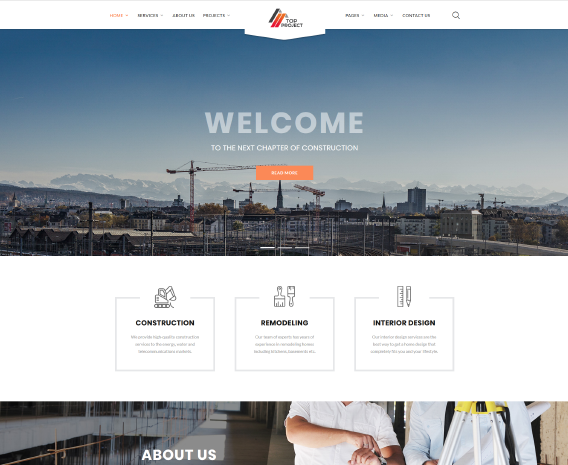 HOME SERVICES ABOUT US PROJECTS
TOP
PROJECT
PAGES MEDIA CONTACT US
WELCOME
TO THE NEXT CHAPTER OF CONSTRUCTION
READ MORE
CONSTRUCTION
We provide high quality construction
services to the energy, water and
telecommunications markets.
REMODELING
Our team of experts has years of
experience in remodeling homes
including kitchens, basements etc.
INTERIOR DESIGN
Our interior design services are the
best way to get a home design that
completely fits you and your lifestyle.
ABOUT US